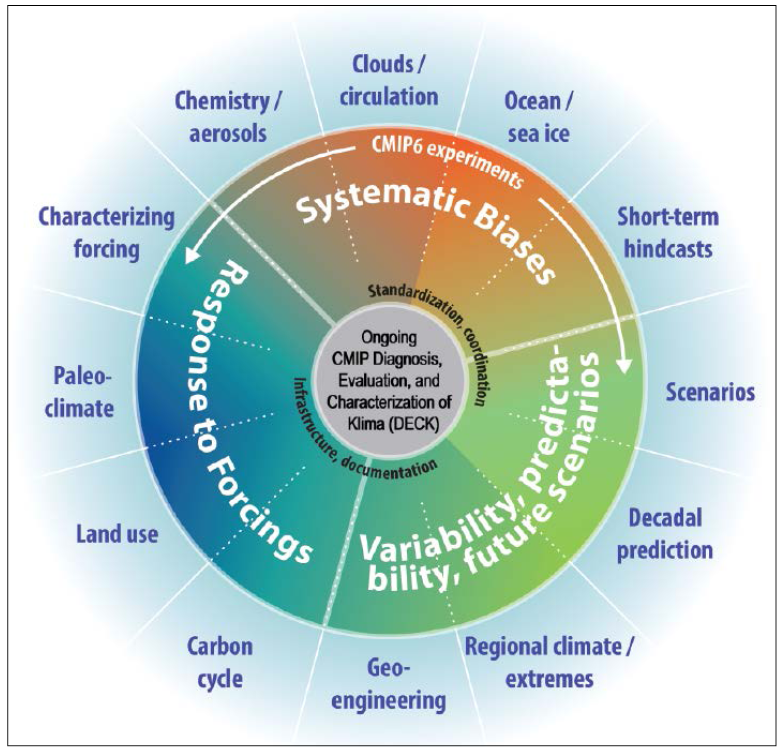 Clouds /
circulation
Chemistry /
aerosols
Ocean /
sea ice
CMIP6 experiments
Systematic Biases
Characterizing
forcing
Short-term
hindcasts
Standardization, coordination
Ongoing
CMIP Diagnosis,
Evaluation, and
Characterization of
Klima (DECK)
Infrastructure, documentation
Response to Forcings
Variability, predicta-
bility, future scenarios
Paleo-
climate
Scenarios
Land use
Decadal
prediction
Carbon
cycle
Geo-
engineering
Regional climate /
extremes